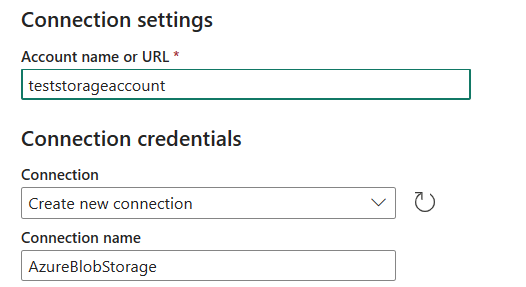 Connection settings
Account name or URL *
teststorageaccount
Connection credentials
Connection
Create new connection
Connection name
AzureBlobStorage